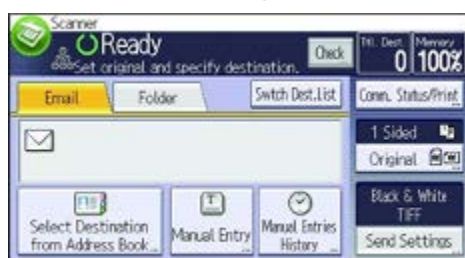 Scanner
Ready
Set original and specify destination.
Check
Ttl. Dest.
0
Memory
100%
Email
Folder
Swtch Dest.List
Comm. Status/Print
1 Sided
Original
Select Destination
from Address Book
Manual Entry
Manual Entries
History
Black & White
TIFF
Send Settings